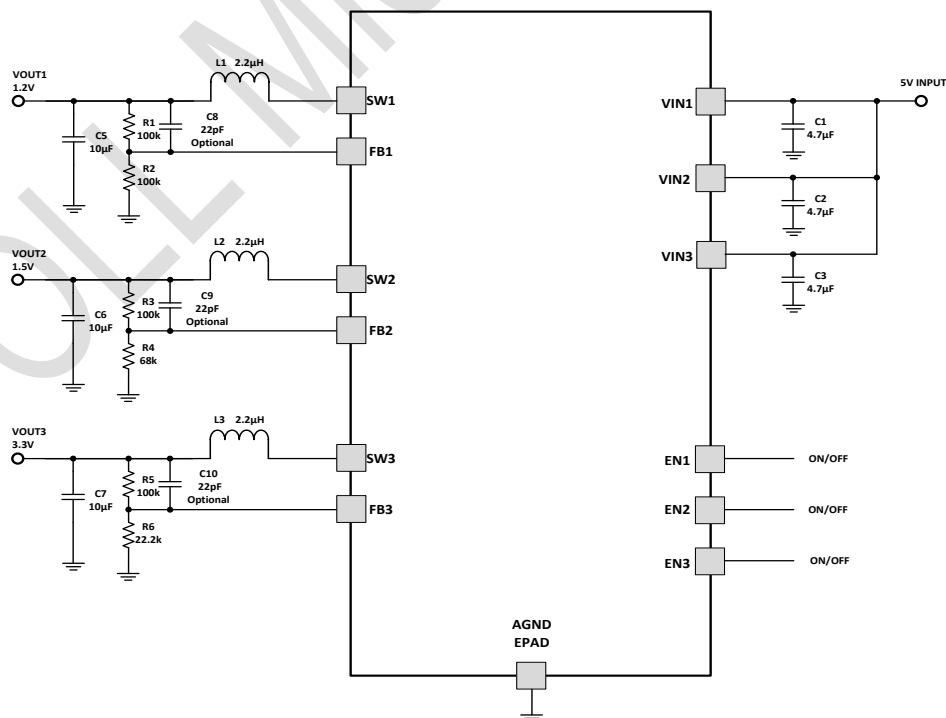 L1 2.2µH
VOUT1
1.2V
C5
10µF
R1
100k
C8
22pF
Optional
R2
100k
SW1
FB1
L2 2.2µH
VOUT2
1.5V
C6
10µF
R3
100k
C9
22pF
Optional
R4
68k
SW2
FB2
L3 2.2µH
VOUT3
3.3V
C7
10µF
R5
100k
C10
22pF
Optional
R6
22.2k
SW3
FB3
5V INPUT
VIN1
C1
4.7µF
VIN2
C2
4.7µF
VIN3
C3
4.7µF
EN1
ON/OFF
EN2
ON/OFF
EN3
ON/OFF
AGND
EPAD